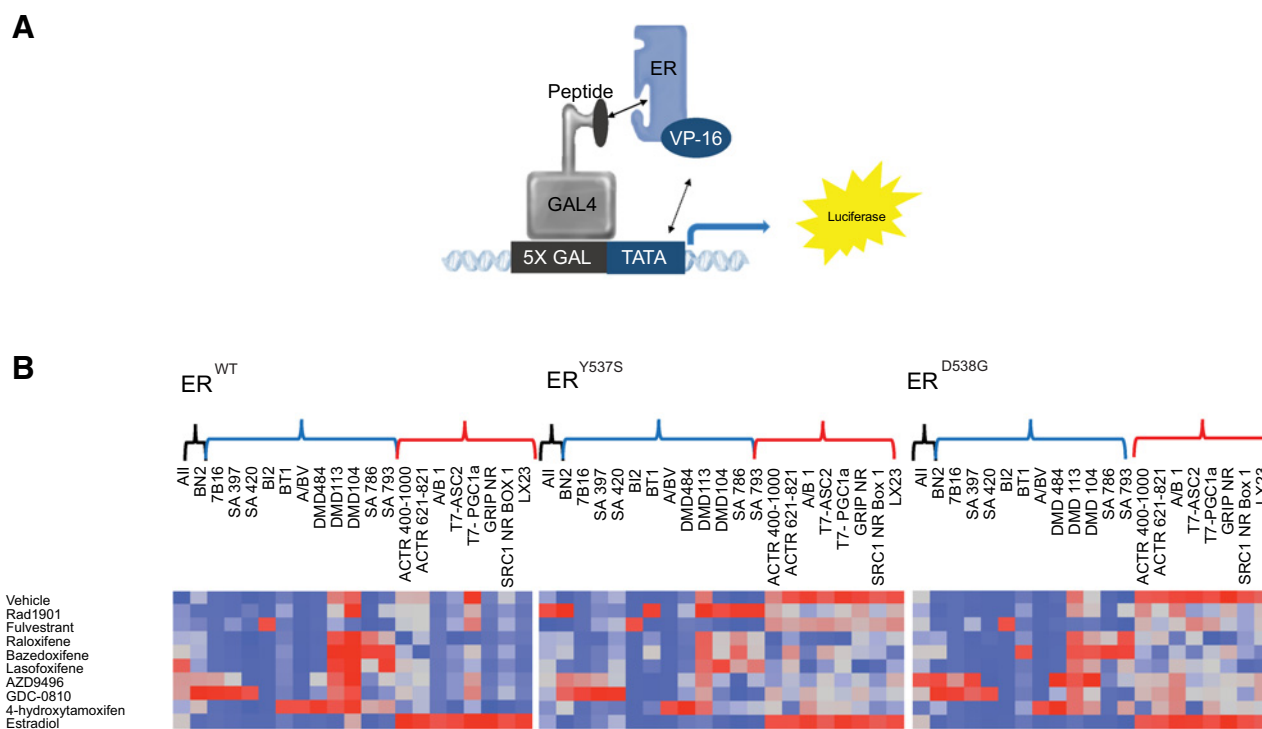 A
Peptide
ER
VP-16
GAL4
5X GAL
TATA
Luciferase
B
ER WT
ER Y537S
ER D538G
All
BN2
7B16
SA 397
SA 420
BI2
BT1
A/BV
DMD484
DMD113
DMD104
SA 786
SA 793
ACTR 400-1000
ACTR 621-821
A/B 1
T7-ASC2
T7- PGC1a
GRIP NR
SRC1 NR BOX 1
LX23
All
BN2
7B16
SA 397
SA 420
BI2
BT1
A/BV
DMD484
DMD113
DMD104
SA 786
SA 793
ACTR 400-1000
ACTR 621-821
A/B 1
T7-ASC2
T7- PGC1a
GRIP NR
SRC1 NR Box 1
LX23
All
BN2
7B16
SA 397
SA 420
BI2
BT1
A/BV
DMD 484
DMD 113
DMD 104
SA 786
SA 793
ACTR 400-1000
ACTR 621-821
A/B 1
T7-ASC2
T7-PGC1a
GRIP NR
SRC1 NR Box 1
Vehicle
Rad1901
Fulvestrant
Raloxifene
Bazedoxifene
Lasofoxifene
AZD9496
GDC-0810
4-hydroxytamoxifen
Estradiol